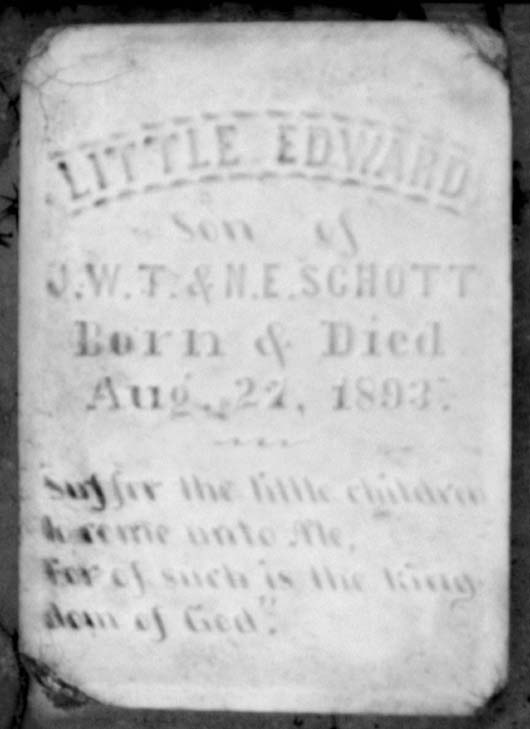 LITTLE EDWARD
Son of
J.W.T. & N.E. SCHOTT
Born & Died
Aug. 22, 1893.
Suffer the little children
to come unto Me,
For of such is the King-
dom of God".